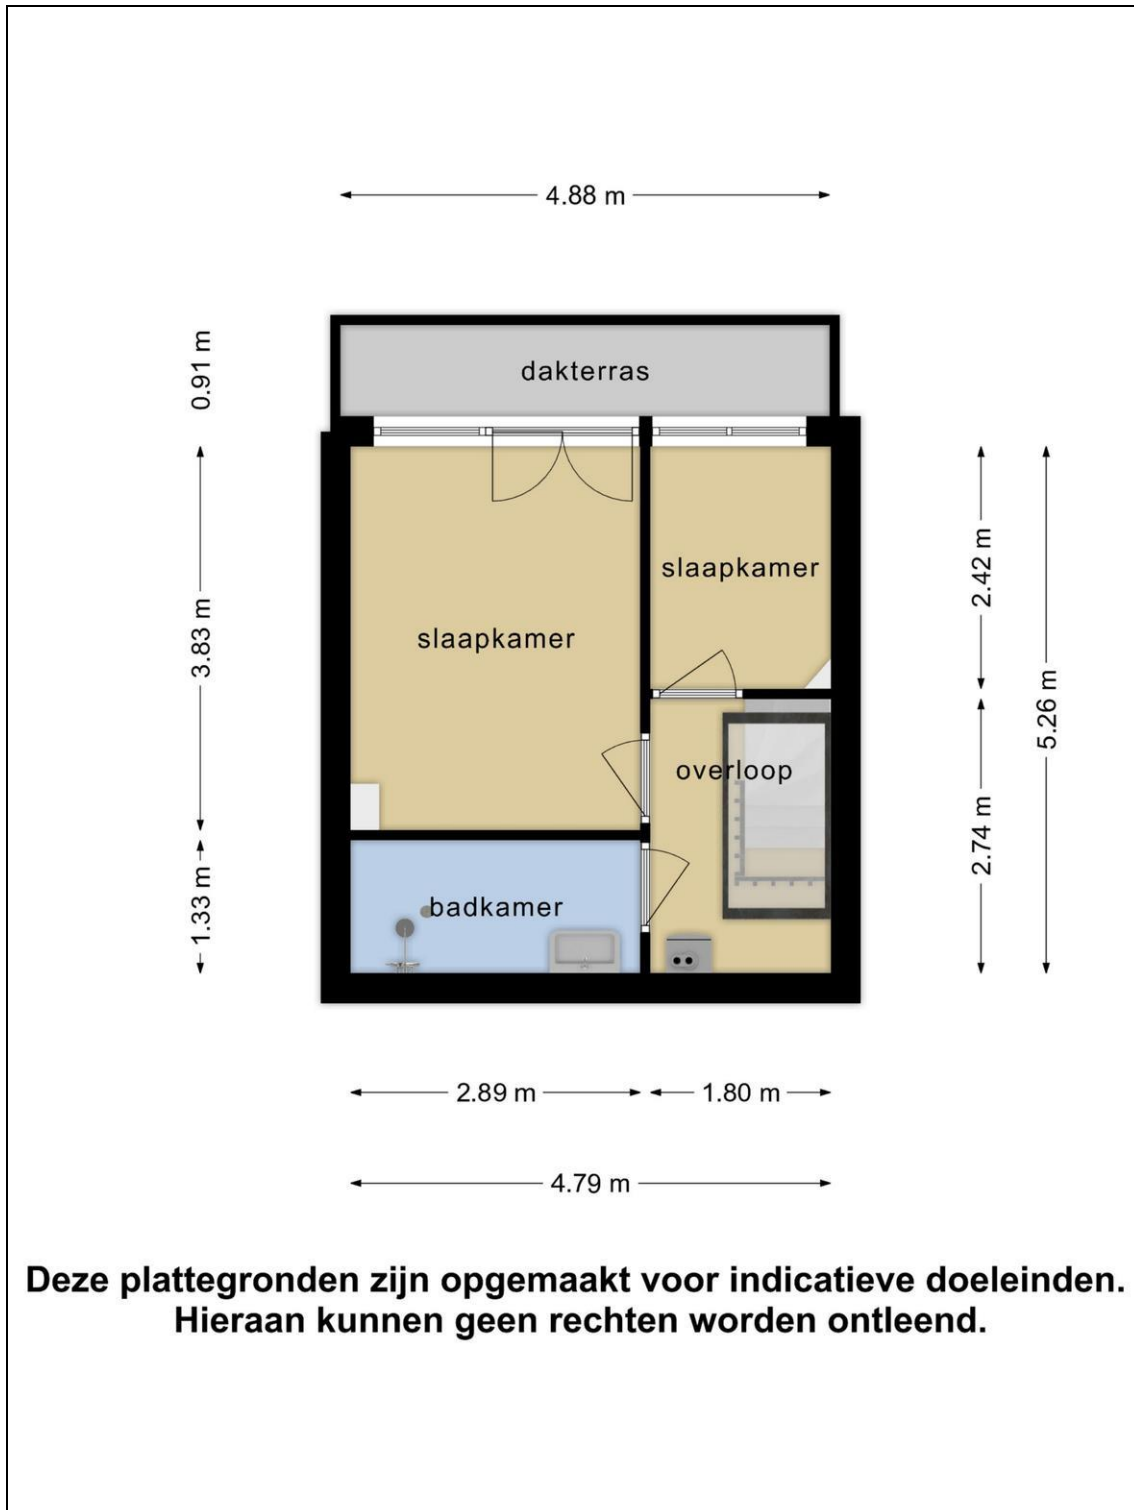 4.88 m
0.91 m
dakterras
3.83 m
slaapkamer
slaapkamer
2.42 m
5.26 m
overloop
2.74 m
1.33 m
badkamer
2.89 m
1.80 m
4.79 m
Deze plattegronden zijn opgemaakt voor indicatieve doeleinden.
Hieraan kunnen geen rechten worden ontleend.